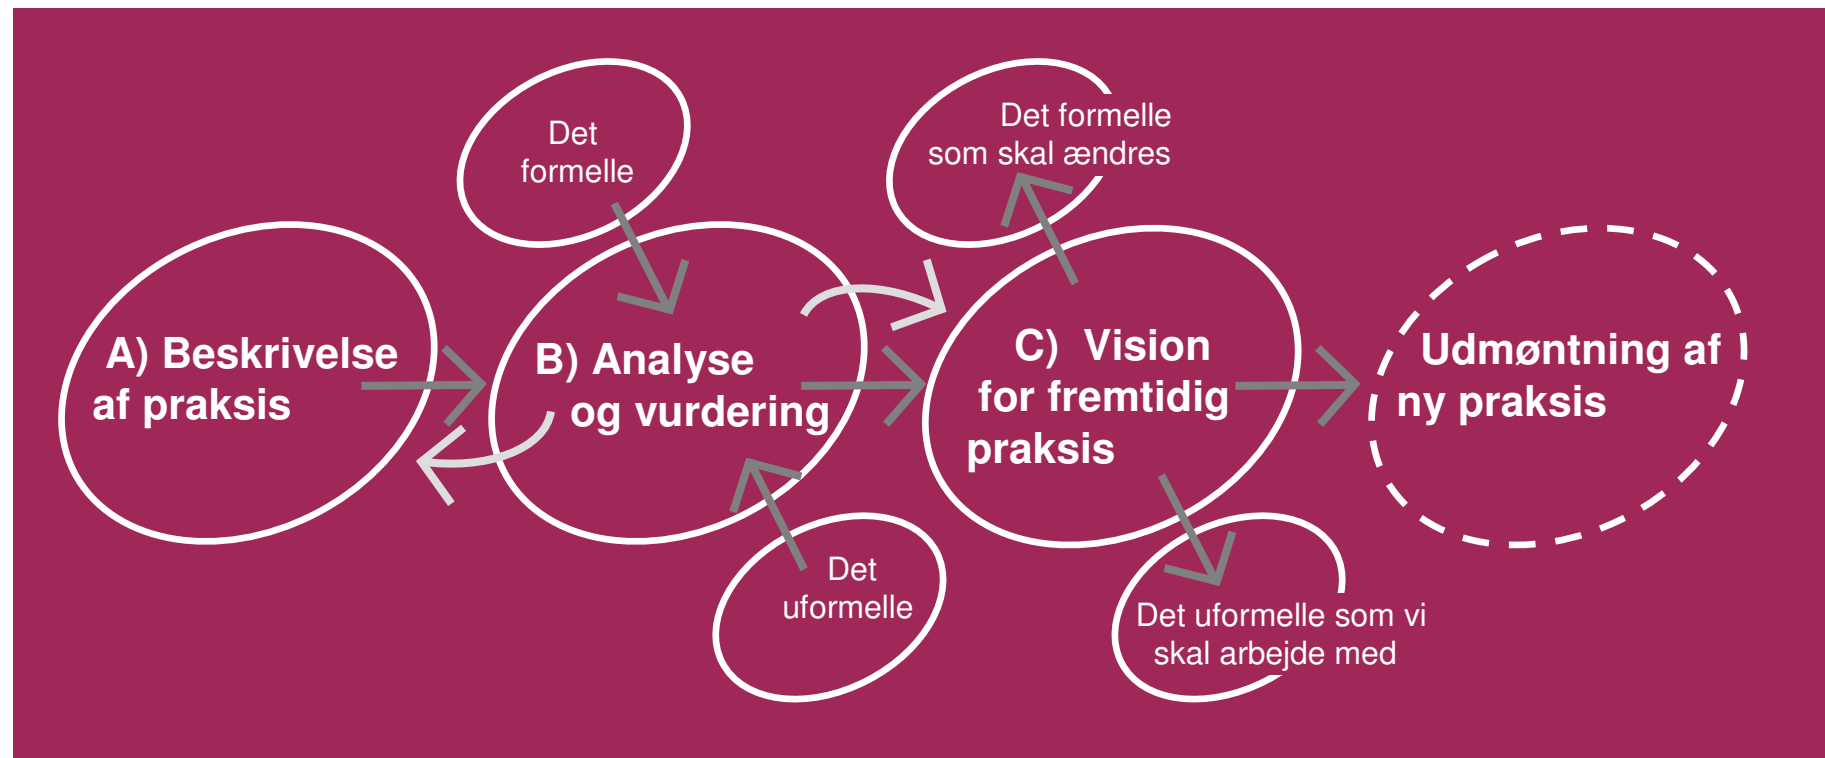 Det
formelle
Det formelle
som skal ændres
A) Beskrivelse
af praksis
B) Analyse
og vurdering
C) Vision
for fremtidig
praksis
Udmøntning af
ny praksis
Det
uformelle
Det uformelle som vi
skal arbejde med